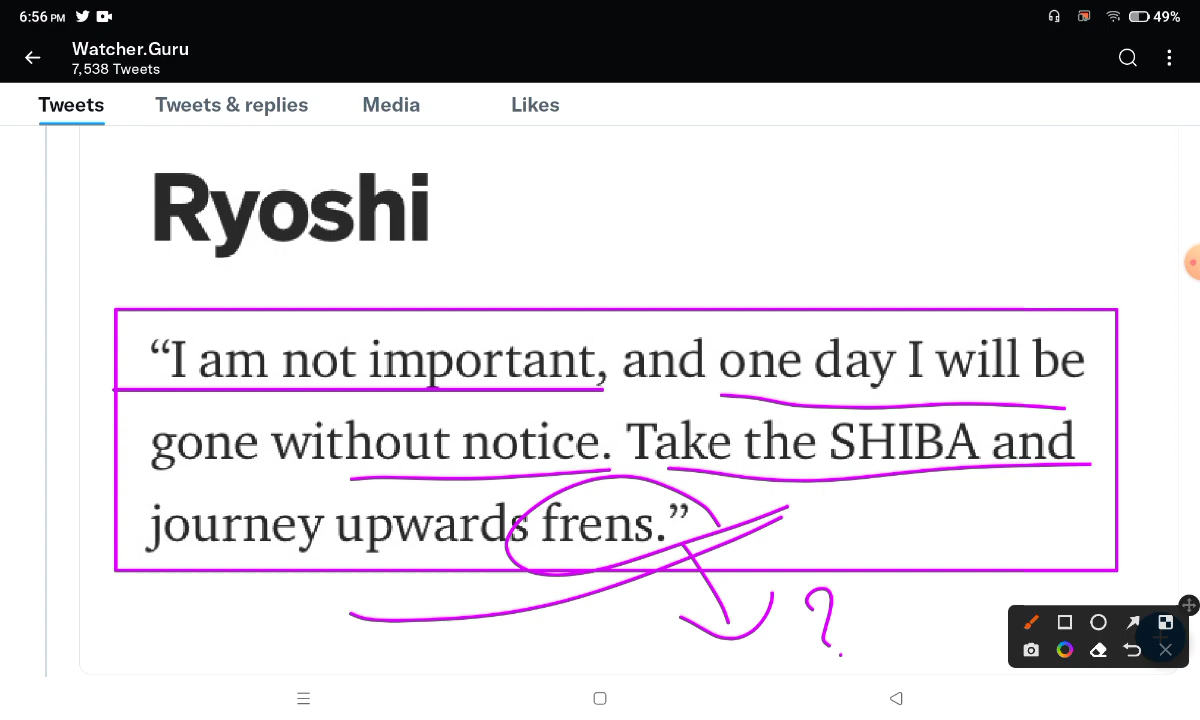 6:56 PM 49%
Watcher.Guru
7,538 Tweets
Tweets Tweets & replies Media Likes
Ryoshi
“I am not important, and one day I will be
gone without notice. Take the SHIBA and
journey upwards frens.”
?